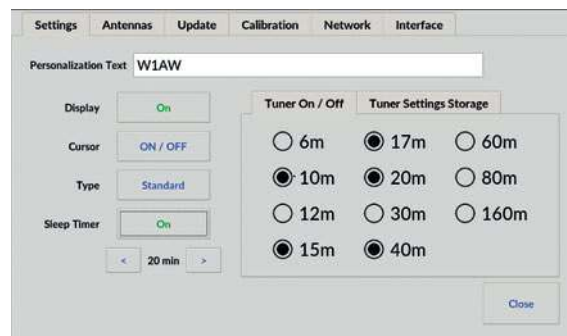 Settings Antennas Update Calibration Network Interface
Personalization Text W1AW
Display On
Cursor ON / OFF
Type Standard
Sleep Timer On
< 20 min >
Tuner On / Off Tuner Settings Storage
6m 17m 60m
10m 20m 80m
12m 30m 160m
15m 40m
Close